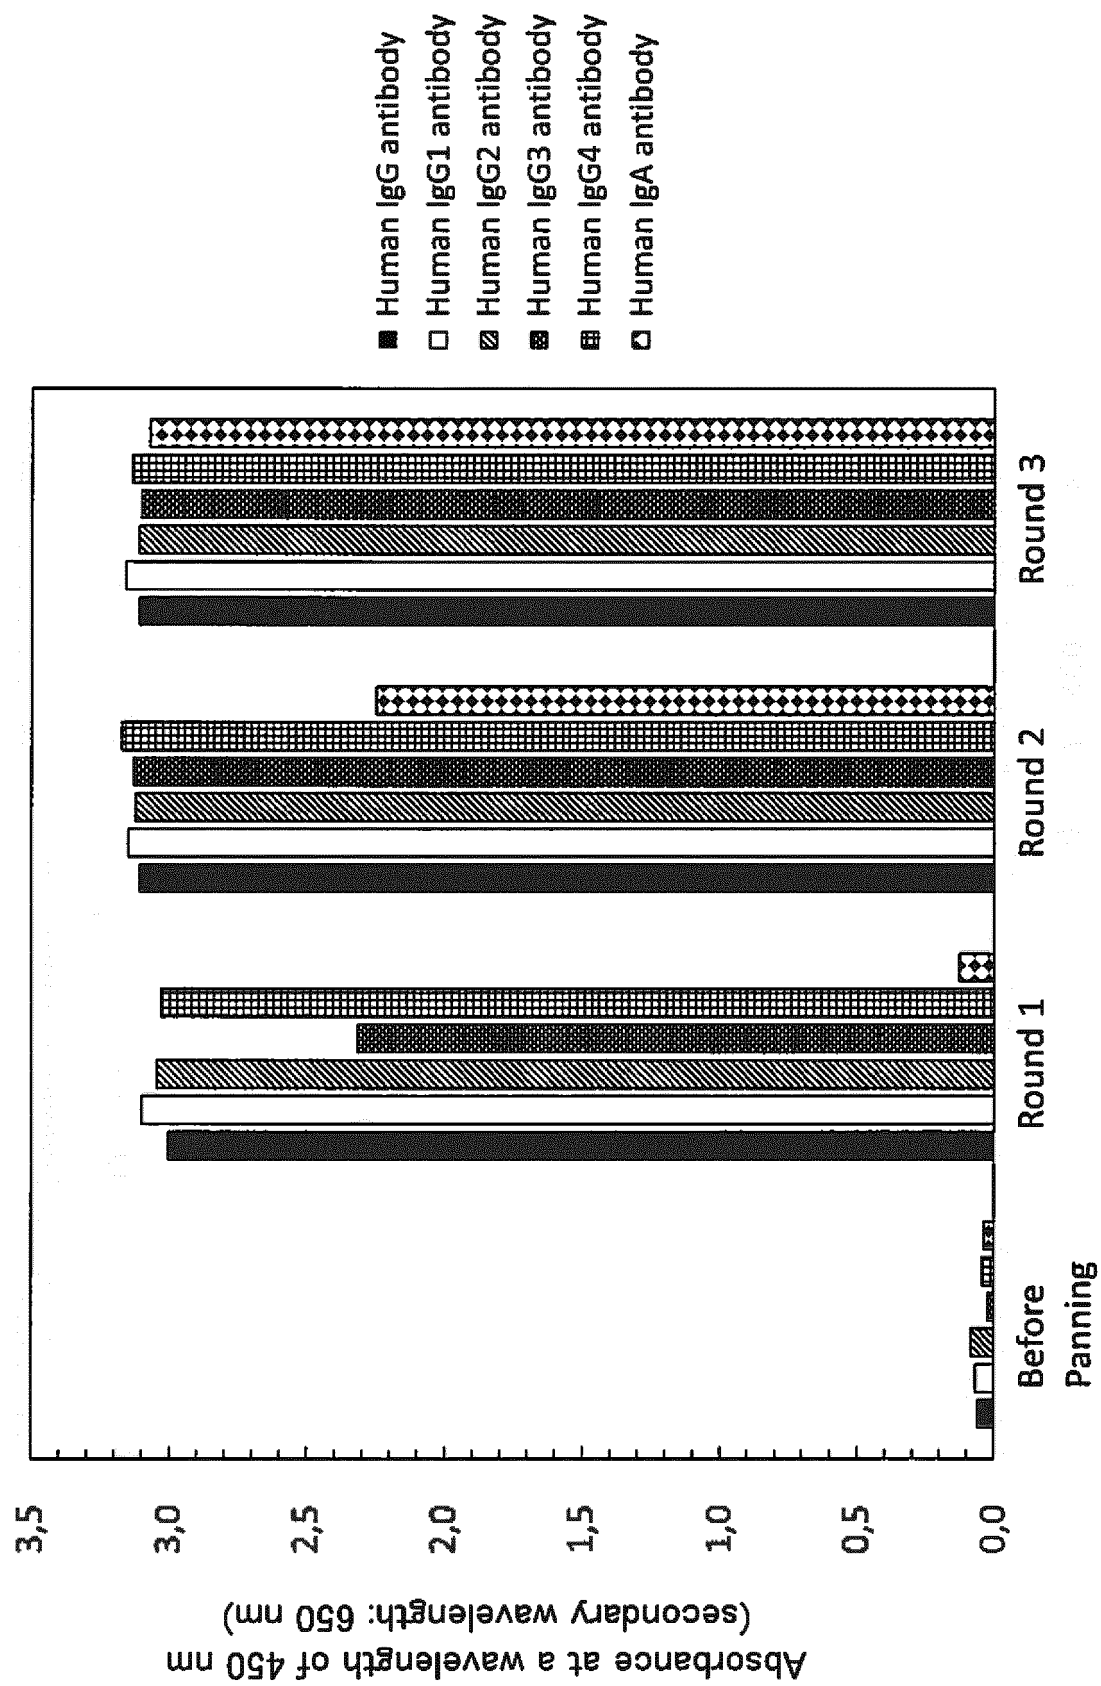 Absorbance at a wavelength of 450 nm
(secondary wavelength: 650 nm)
3,5
3,0
2,5
2,0
1,5
1,0
0,5
0,0
Before
Panning
Round 1
Round 2
Round 3
Human IgG antibody
Human IgG1 antibody
Human IgG2 antibody
Human IgG3 antibody
Human IgG4 antibody
Human IgA antibody